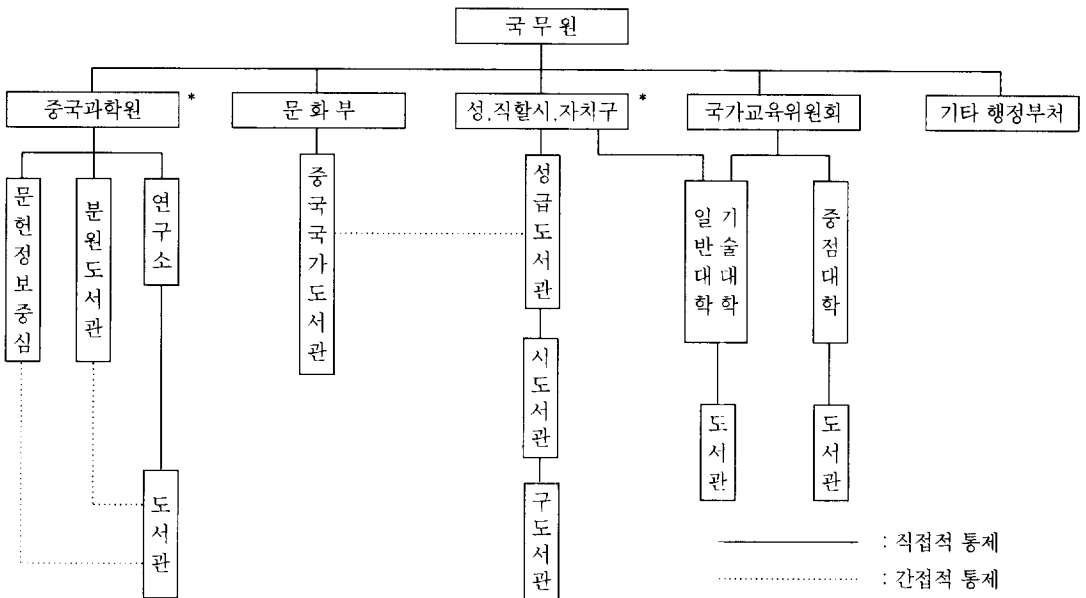 국무원
중국과학원 *
문화부
성,직할시,자치구 *
국가교육위원회
기타 행정부처
문헌정보중심
분원도서관
연구소
중국국가도서관
성급도서관
일반대학
기술대학
중점대학
시도서관
도서관
도서관
도서관
구도서관
: 직접적 통제
: 간접적 통제